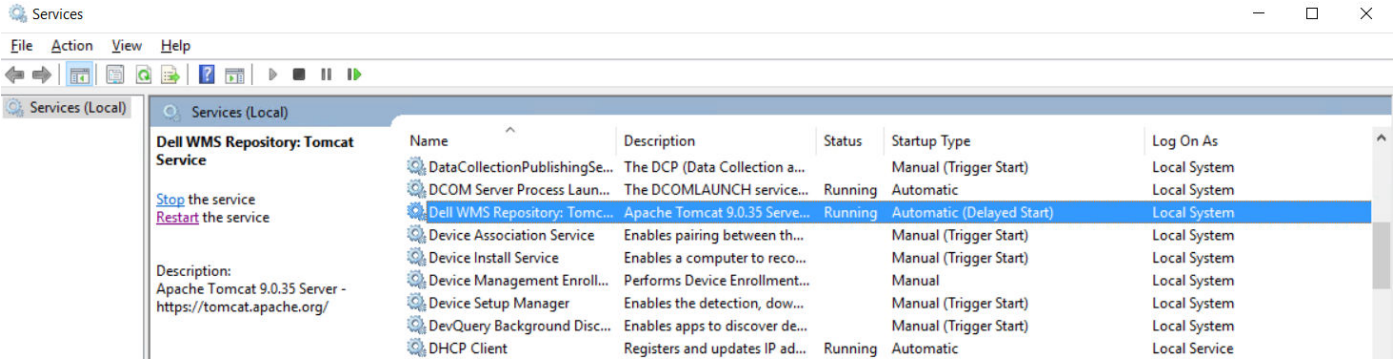 Services
File Action View Help
Services (Local)
Services (Local)
Dell WMS Repository: Tomcat
Service
Stop the service
Restart the service
Description:
Apache Tomcat 9.0.35 Server -
https://tomcat.apache.org/
Name Description Status Startup Type Log On As
DataCollectionPublishingSe... The DCP (Data Collection a... Manual (Trigger Start) Local System
DCOM Server Process Laun... The DCOMLAUNCH service... Running Automatic Local System
Dell WMS Repository: Tomc... Apache Tomcat 9.0.35 Serve... Running Automatic (Delayed Start) Local System
Device Association Service Enables pairing between th... Manual (Trigger Start) Local System
Device Install Service Enables a computer to reco... Manual (Trigger Start) Local System
Device Management Enroll... Performs Device Enrollment... Manual Local System
Device Setup Manager Enables the detection, dow... Manual (Trigger Start) Local System
DevQuery Background Disc... Enables apps to discover de... Manual (Trigger Start) Local System
DHCP Client Registers and updates IP ad... Running Automatic Local Service